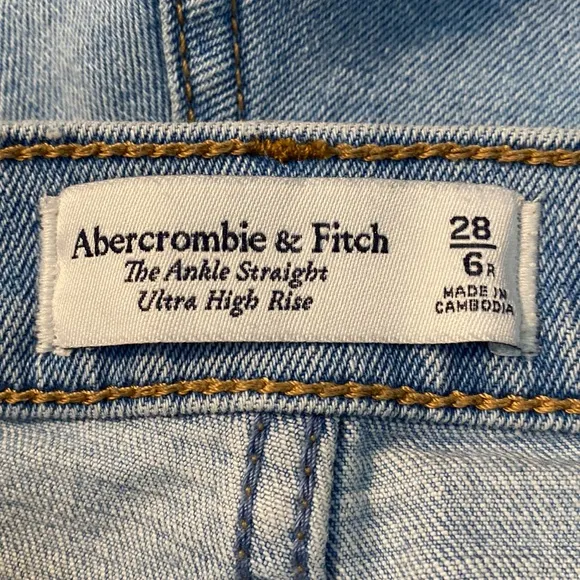 Abercrombie & Fitch
The Ankle Straight
Ultra High Rise
28
6R
MADE IN
CAMBODIA